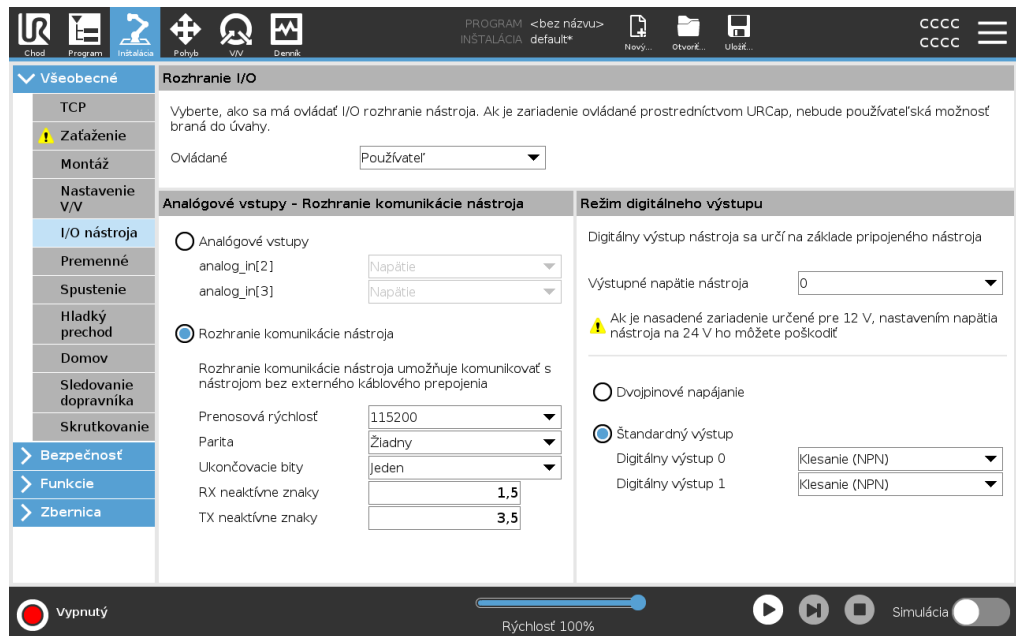 UR
Chod
Program
Inštalácia
Pohyb
V/V
Denník
PROGRAM <bez názvu>
INŠTALÁCIA default*
Nový...
Otvoriť...
Uložiť...
CCCC
CCCC
Všeobecné
TCP
Zaťaženie
Montáž
Nastavenie
V/V
I/O nástroja
Premenné
Spustenie
Hladký
prechod
Domov
Sledovanie
dopravníka
Skrutkovanie
Bezpečnosť
Funkcie
Zbernica
Rozhranie I/O
Vyberte, ako sa má ovládať I/O rozhranie nástroja. Ak je zariadenie ovládané prostredníctvom URCap, nebude používateľská možnosť
braná do úvahy.
Ovládané Používateľ
Analógové vstupy - Rozhranie komunikácie nástroja
Analógové vstupy
analog_in[2] Napätie
analog_in[3] Napätie
Rozhranie komunikácie nástroja
Rozhranie komunikácie nástroja umožňuje komunikovať s
nástrojom bez externého káblového prepojenia
Prenosová rýchlosť 115200
Parita Žiadny
Ukončovacie bity Jeden
RX neaktívne znaky 1,5
TX neaktívne znaky 3,5
Režim digitálneho výstupu
Digitálny výstup nástroja sa určí na základe pripojeného nástroja
Výstupné napätie nástroja 0
Ak je nasadené zariadenie určené pre 12 V, nastavením napätia
nástroja na 24 V ho môžete poškodiť
Dvojpinové napájanie
Štandardný výstup
Digitálny výstup 0 Klesanie (NPN)
Digitálny výstup 1 Klesanie (NPN)
Vypnutý
Rýchlosť 100%
Simulácia